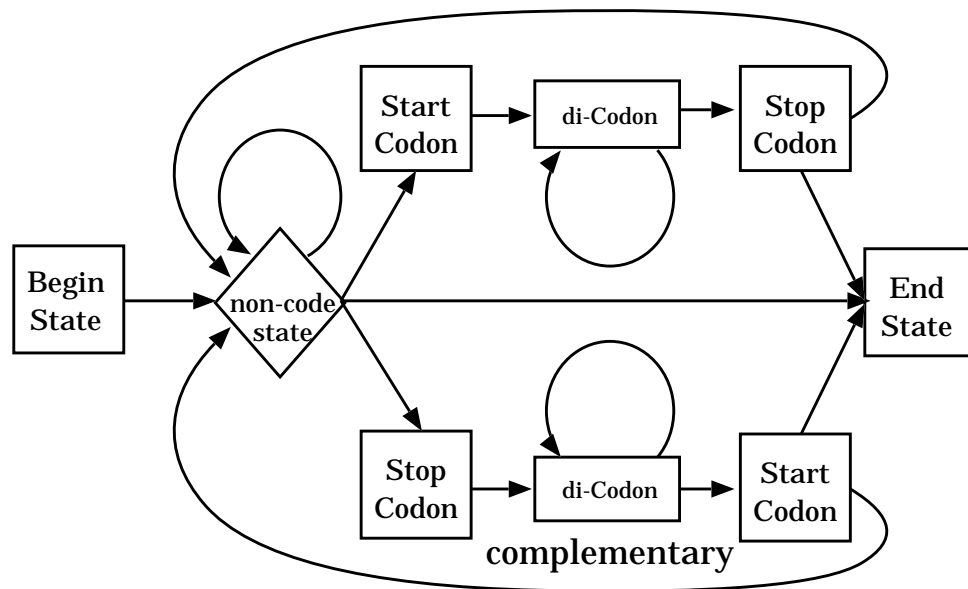 Start
Codon
di-Codon
Stop
Codon
Begin
State
non-code
state
End
State
Stop
Codon
di-Codon
Start
Codon
complementary